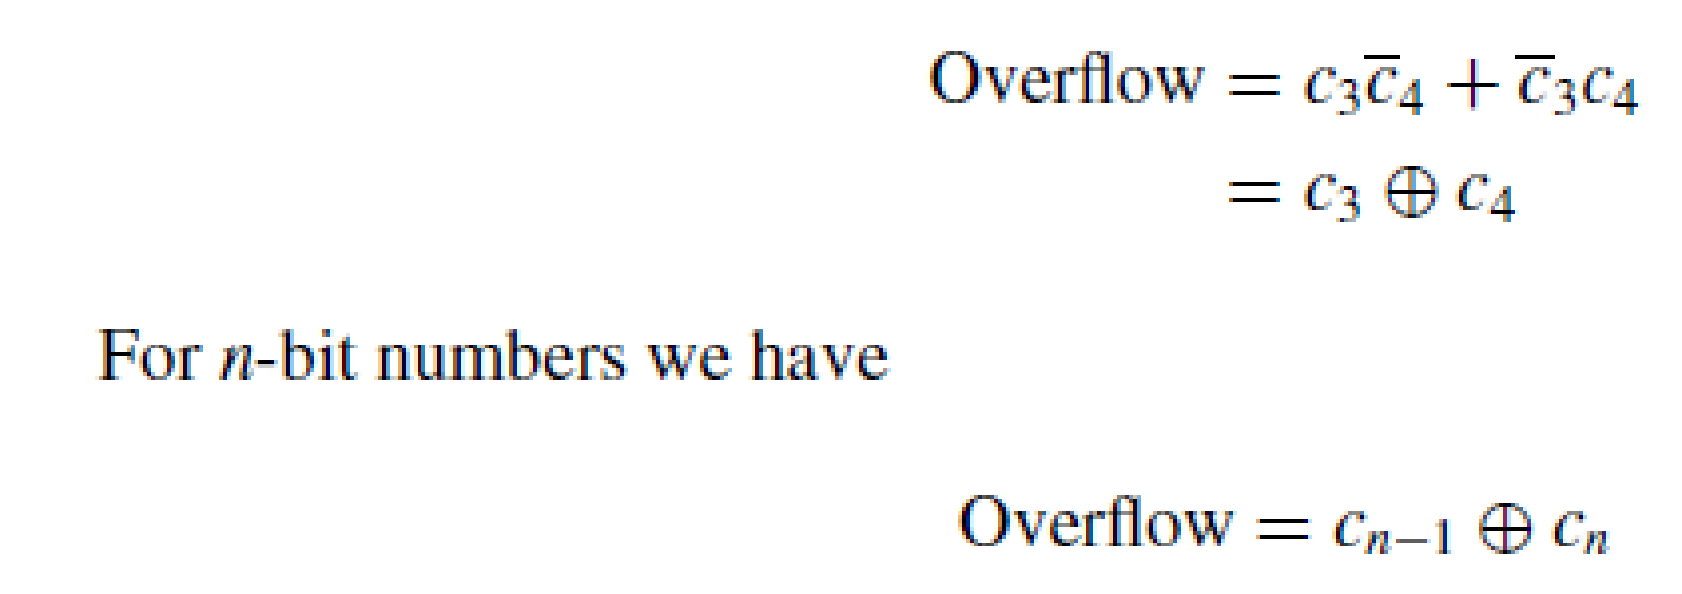 Overflow = c₃c̅₄ + c̅₃c₄
= c₃ ⊕ c₄
For n-bit numbers we have
Overflow = cₙ₋₁ ⊕ cₙ